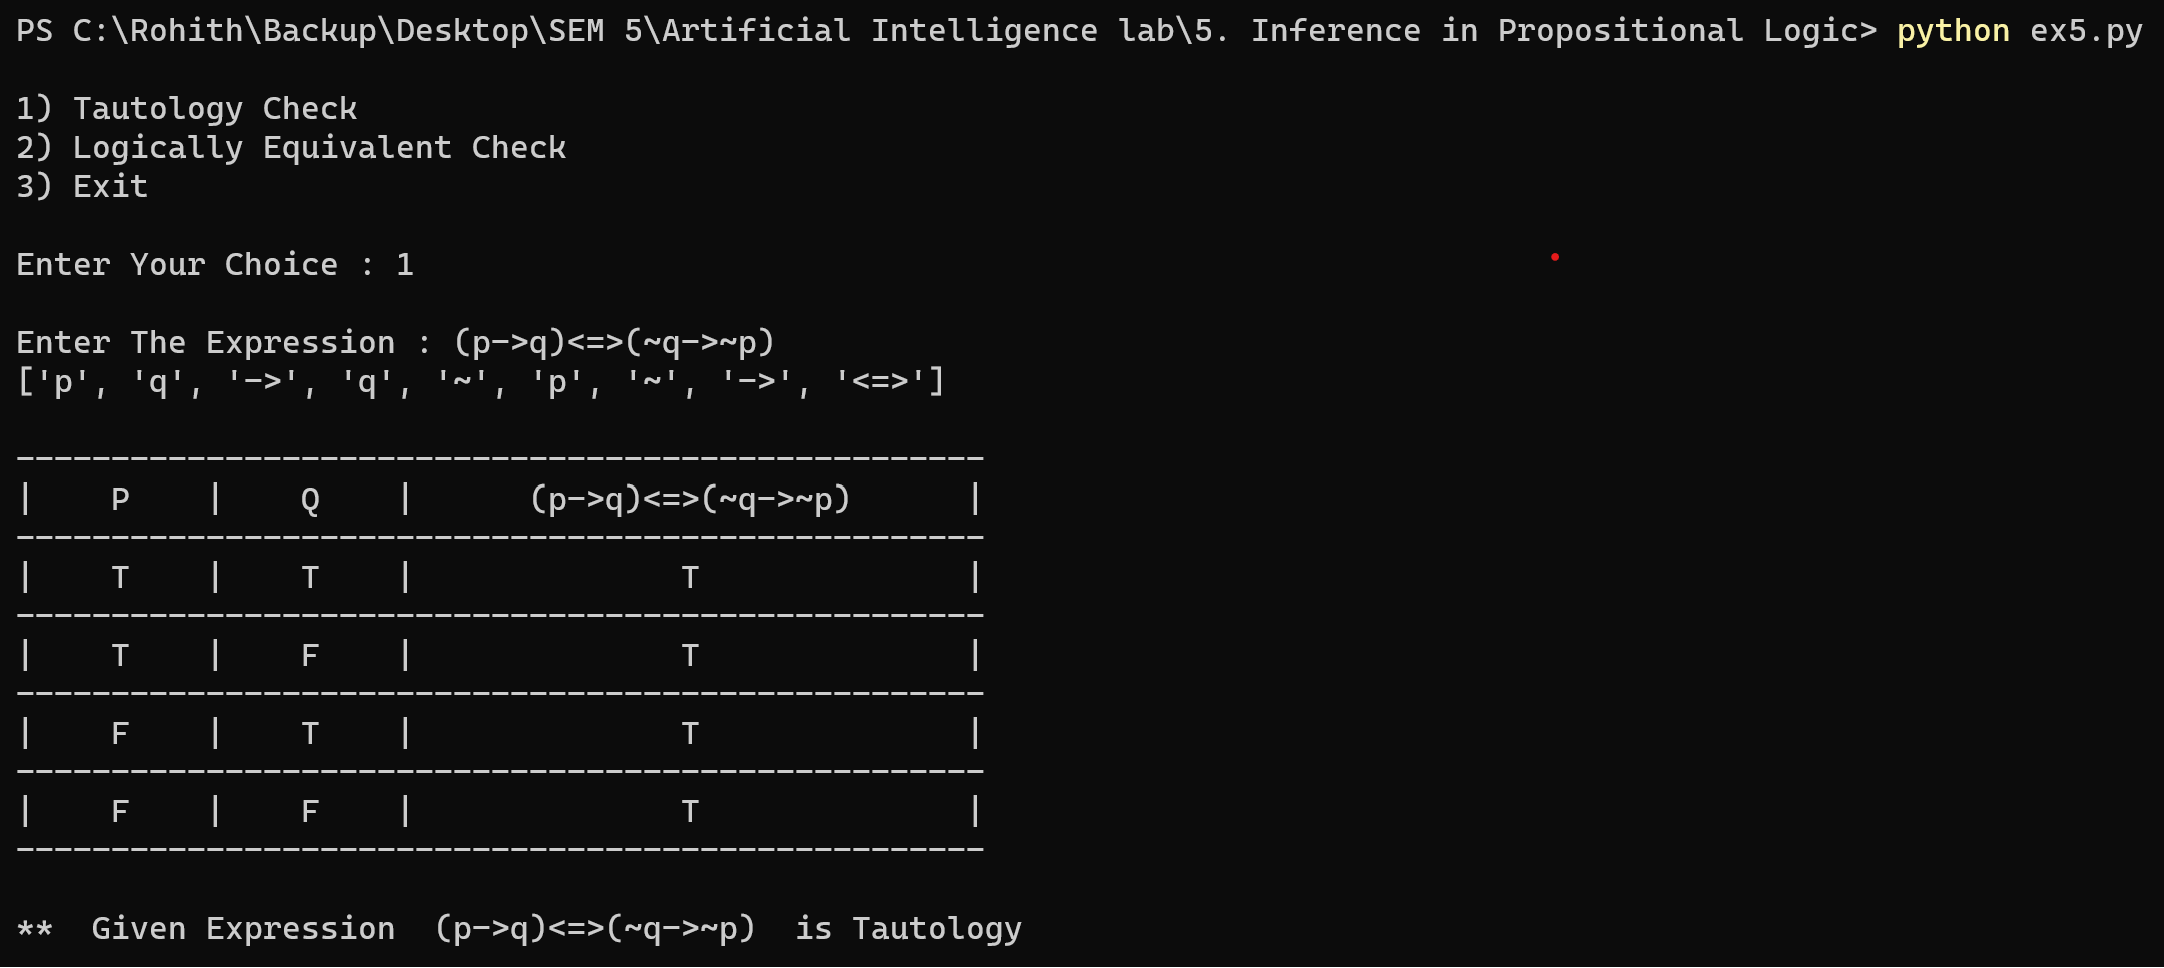 PS C:\Rohith\Backup\Desktop\SEM 5\Artificial Intelligence lab\5. Inference in Propositional Logic> python ex5.py
1) Tautology Check
2) Logically Equivalent Check
3) Exit
Enter Your Choice : 1
Enter The Expression : (p->q)<=>(~q->~p)
['p', 'q', '->', 'q', '~', 'p', '~', '->', '<=>']
---------------------------------------------------
|    P    |    Q    |      (p->q)<=>(~q->~p)      |
---------------------------------------------------
|    T    |    T    |              T              |
---------------------------------------------------
|    T    |    F    |              T              |
---------------------------------------------------
|    F    |    T    |              T              |
---------------------------------------------------
|    F    |    F    |              T              |
---------------------------------------------------
**  Given Expression  (p->q)<=>(~q->~p)  is Tautology